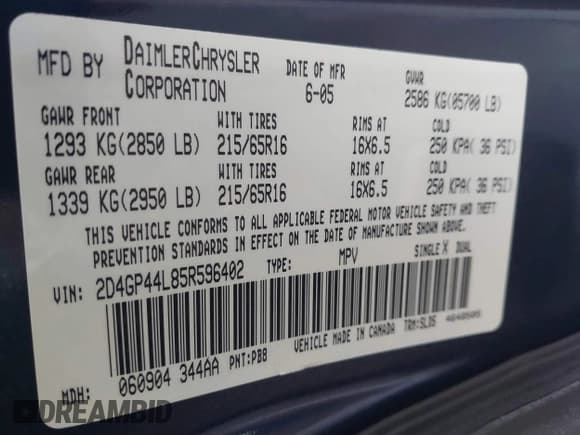 MFD BY DAIMLERCHRYSLER CORPORATION DATE OF MFR 6-05 GVWR 2586 KG(05700 LB)
GAWR FRONT WITH TIRES RIMS AT COLD
1293 KG(2850 LB) 215/65R16 16X6.5 250 KPA( 36 PSI)
GAWR REAR WITH TIRES RIMS AT COLD
1339 KG(2950 LB) 215/65R16 16X6.5 250 KPA( 36 PSI)
THIS VEHICLE CONFORMS TO ALL APPLICABLE FEDERAL MOTOR VEHICLE SAFETY AND THEFT
PREVENTION STANDARDS IN EFFECT ON THE DATE OF MANUFACTURE SHOWN ABOVE.
VIN: 2D4GP44L85R596402 TYPE: MPV SINGLE X DUAL
VEHICLE MADE IN CANADA TRM:SLD5
MDH: 060904 344AA PNT:PB8
DREAMBID